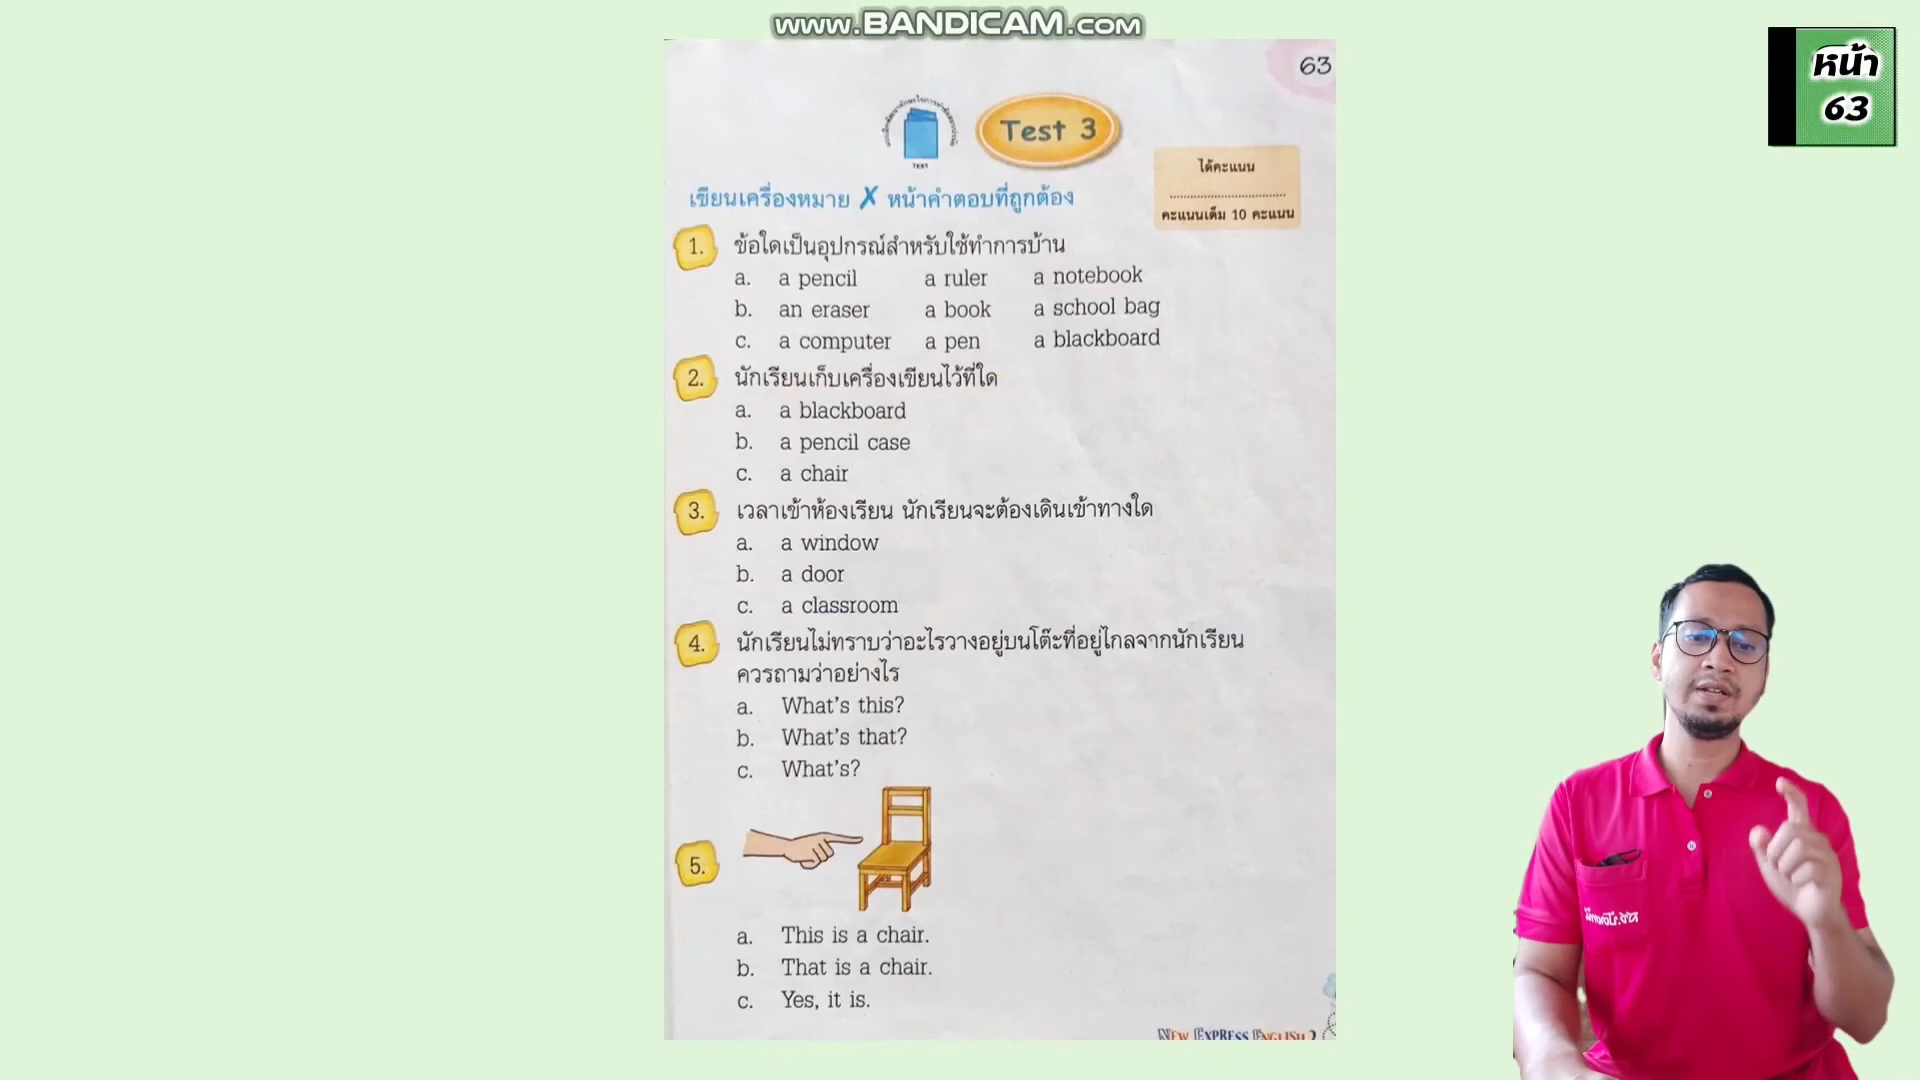 www.BANDICAM.com
หน้า
63
63
Test 3
TEST
ได้คะแนน
คะแนนเต็ม 10 คะแนน
เขียนเครื่องหมาย ✗ หน้าคำตอบที่ถูกต้อง
1. ข้อใดเป็นอุปกรณ์สำหรับใช้ทำการบ้าน
a. a pencil a ruler a notebook
b. an eraser a book a school bag
c. a computer a pen a blackboard
2. นักเรียนเก็บเครื่องเขียนไว้ที่ใด
a. a blackboard
b. a pencil case
c. a chair
3. เวลาเข้าห้องเรียน นักเรียนจะต้องเดินเข้าทางใด
a. a window
b. a door
c. a classroom
4. นักเรียนไม่ทราบว่าอะไรวางอยู่บนโต๊ะที่อยู่ไกลจากนักเรียน
ควรถามว่าอย่างไร
a. What's this?
b. What's that?
c. What's?
5.
a. This is a chair.
b. That is a chair.
c. Yes, it is.
NEW EXPRESS ENGLISH 2